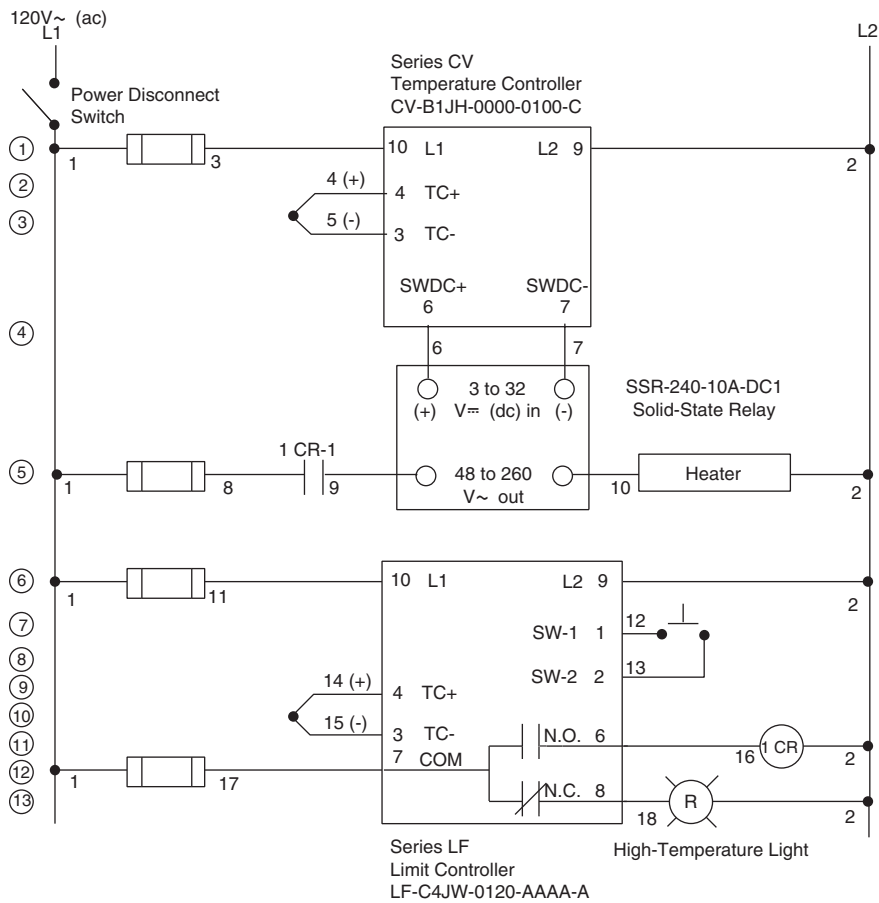 120V~ (ac)
L1
L2
Power Disconnect
Switch
Series CV
Temperature Controller
CV-B1JH-0000-0100-C
1
1
3
10 L1
L2 9
2
2
4 (+)
4 TC+
3
5 (-)
3 TC-
SWDC+
6
SWDC-
7
4
6
7
3 to 32
V⎓ (dc) in
(+)
(-)
SSR-240-10A-DC1
Solid-State Relay
5
1
8
1 CR-1
9
48 to 260
V~ out
10
Heater
2
6
1
11
10 L1
L2 9
2
7
12
SW-1 1
8
13
SW-2 2
9
14 (+)
4 TC+
10
15 (-)
3 TC-
11
N.O. 6
16
1 CR
2
12
1
17
7 COM
13
N.C. 8
18
R
2
High-Temperature Light
Series LF
Limit Controller
LF-C4JW-0120-AAAA-A